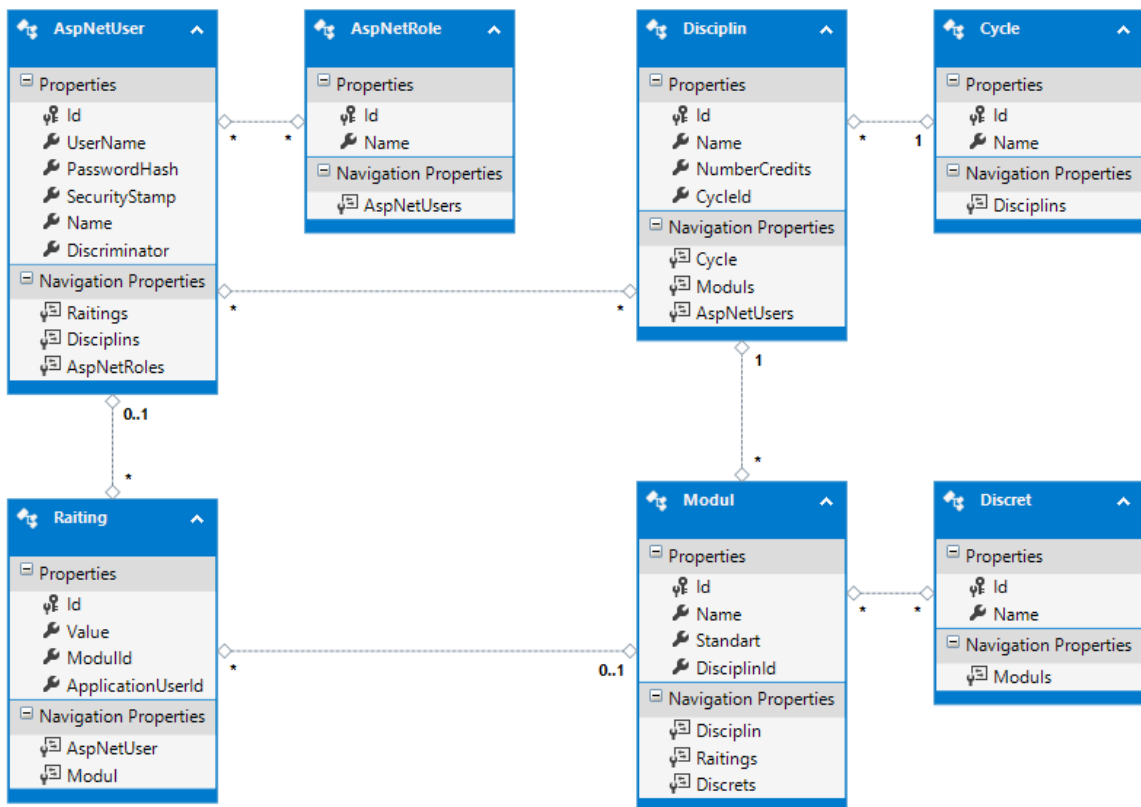 AspNetUser
Properties
Id
UserName
PasswordHash
SecurityStamp
Name
Discriminator
Navigation Properties
Raitings
Disciplins
AspNetRoles
*
*
AspNetRole
Properties
Id
Name
Navigation Properties
AspNetUsers
*
*
Disciplin
Properties
Id
Name
NumberCredits
CycleId
Navigation Properties
Cycle
Moduls
AspNetUsers
*
1
Cycle
Properties
Id
Name
Navigation Properties
Disciplins
0..1
*
1
*
Raiting
Properties
Id
Value
ModulId
ApplicationUserId
Navigation Properties
AspNetUser
Modul
*
0..1
Modul
Properties
Id
Name
Standart
DisciplinId
Navigation Properties
Disciplin
Raitings
Discrets
*
*
Discret
Properties
Id
Name
Navigation Properties
Moduls